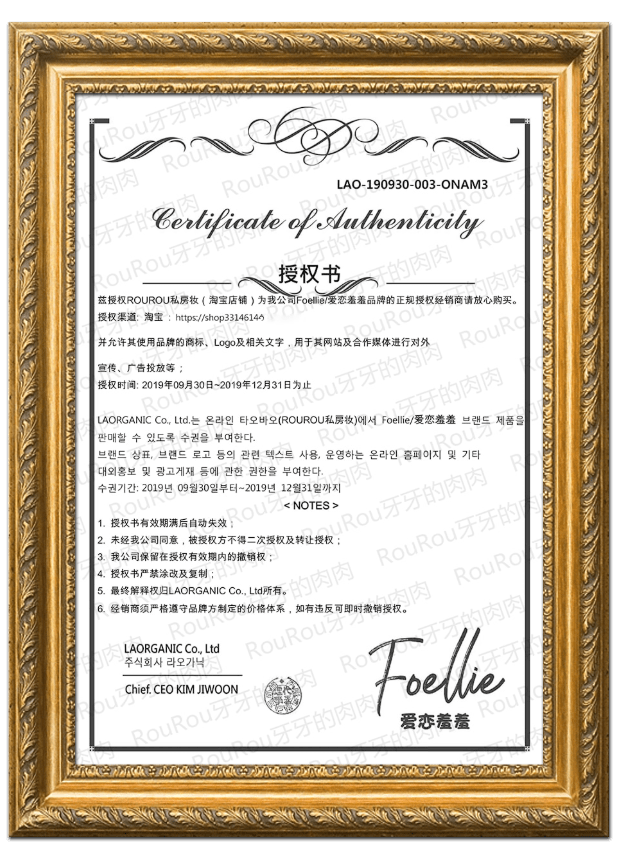 LAO-190930-003-ONAM3
Certificate of Authenticity
授权书
兹授权ROUROU私房妆（淘宝店铺）为我公司Foellie/爱恋羞羞品牌的正规授权经销商请放心购买。
授权渠道: 淘宝 : https://shop33146146
并允许其使用品牌的商标、Logo及相关文字，用于其网站及合作媒体进行对外
宣传、广告投放等；
授权时间: 2019年09月30日~2019年12月31日为止
LAORGANIC Co., Ltd.는 온라인 타오바오(ROUROU私房妆)에서 Foellie/爱恋羞羞 브랜드 제품을
판매할 수 있도록 수권을 부여한다.
브랜드 상표, 브랜드 로고 등의 관련 텍스트 사용, 운영하는 온라인 홈페이지 및 기타
대외홍보 및 광고게재 등에 관한 권한을 부여한다.
수권기간: 2019년 09월30일부터~2019년 12월31일까지
< NOTES >
1. 授权书有效期满后自动失效；
2. 未经我公司同意，被授权方不得二次授权及转让授权；
3. 我公司保留在授权有效期内的撤销权；
4. 授权书严禁涂改及复制；
5. 最终解释权归LAORGANIC Co., Ltd所有。
6. 经销商须严格遵守品牌方制定的价格体系，如有违反可即时撤销授权。
LAORGANIC Co., Ltd
주식회사 라오가닉
Chief. CEO KIM JIWOON
Foellie
爱恋羞羞
RouRou牙牙的肉肉